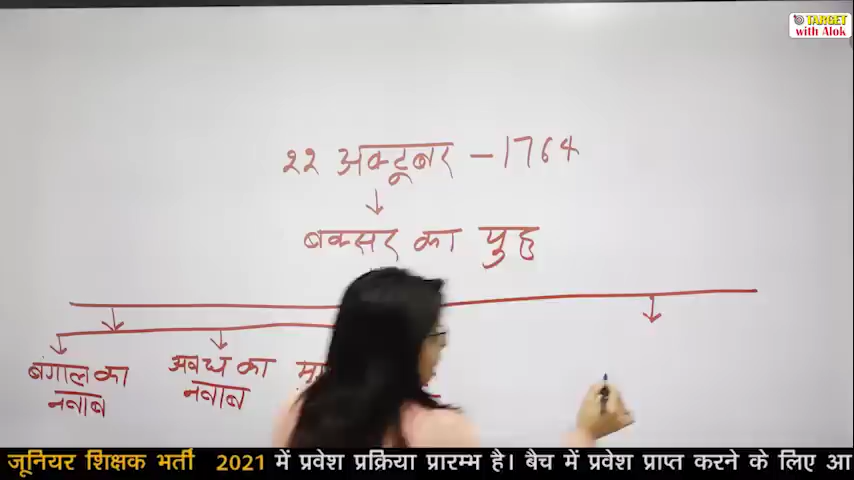 TARGET
with Alok
२२ अक्टूबर - 1764
बक्सर का युद्ध
बंगाल का
नवाब
अवध का
नवाब
जूनियर शिक्षक भर्ती 2021 में प्रवेश प्रक्रिया प्रारम्भ है। बैच में प्रवेश प्राप्त करने के लिए आ